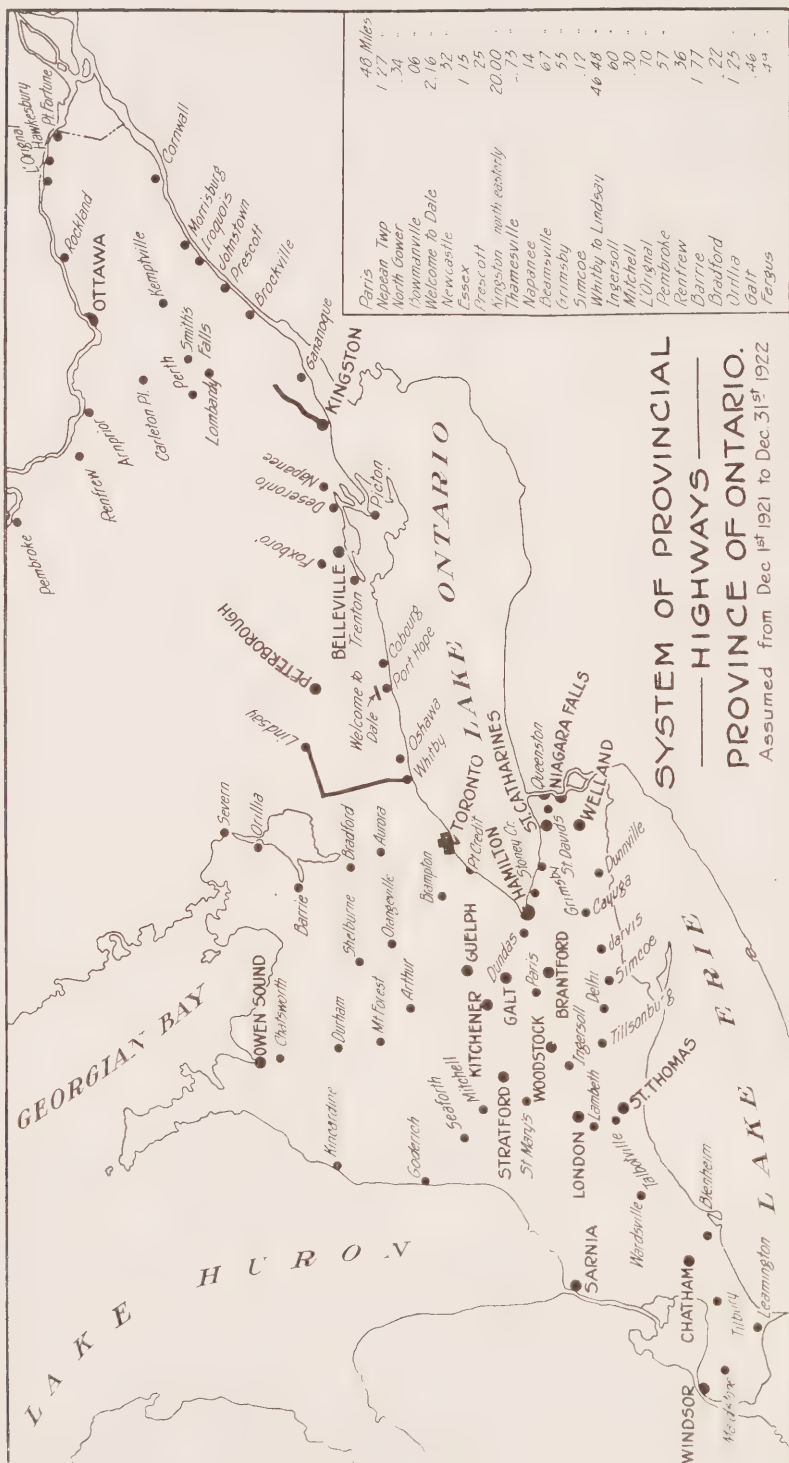 LAKE HURON
GEORGIAN BAY
LAKE ONTARIO
LAKE ERIE
Pembroke
Renfrew
Arnprior
Carleton Pl.
Perth
Smiths
Falls
Lombardy
OTTAWA
Rockland
L'Orignal
Hawkesbury
Pt. Fortune
Kemptville
Cornwall
Morrisburg
Iroquois
Johnstown
Prescott
Brockville
Gananoque
KINGSTON
Napanee
Deseronto
Picton
Foxboro'
BELLEVILLE
Trenton
PETERBOROUGH
Lindsay
Welcome to
Dale
Cobourg
Port Hope
Oshawa
Whitby
TORONTO
Pt Credit
Brampton
Severn
Orillia
Barrie
Bradford
Aurora
Shelburne
Orangeville
OWEN SOUND
Chatsworth
Durham
Mt Forest
Arthur
Kincardine
Goderich
Seaforth
Mitchell
KITCHENER
GUELPH
GALT
Dundas
HAMILTON
Stoney Cr.
Grimsby
ST. CATHARINES
St Davids
Queenston
NIAGARA FALLS
WELLAND
Dunnville
Cayuga
Jarvis
Simcoe
Delhi
Tillsonburg
BRANTFORD
Paris
WOODSTOCK
Ingersoll
STRATFORD
St Mary's
LONDON
Lambeth
ST. THOMAS
Talbotville
Wardsville
SARNIA
CHATHAM
Blenheim
Tilbury
Leamington
WINDSOR
Paris 48 Miles
Nepean Twp 1 27 "
North Gower .34 "
Bowmanville 06 "
Welcome to Dale 2.16 "
Newcastle 32 "
Essex 1 15 "
Prescott 25 "
Kingston north easterly 20.00 "
Thamesville .73 "
Napanee .14 "
Beamsville 67 "
Grimsby 55 "
Simcoe .12 "
Whitby to Lindsay 46 48 "
Ingersoll 60 "
Mitchell .30 "
L'Orignal 70 "
Pembroke 57 "
Renfrew 36 "
Barrie 1 77 "
Bradford .22 "
Orillia 1 25 "
Galt .46 "
Fergus
SYSTEM OF PROVINCIAL
HIGHWAYS
PROVINCE OF ONTARIO.
Assumed from Dec 1st 1921 to Dec. 31st 1922